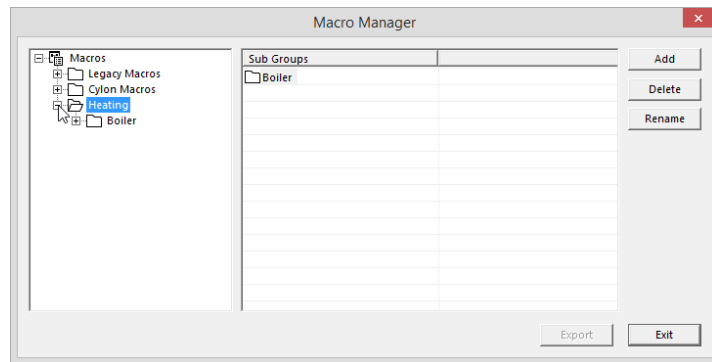 Macro Manager
Macros
Legacy Macros
Cylon Macros
Heating
Boiler
Sub Groups
Boiler
Add
Delete
Rename
Export
Exit